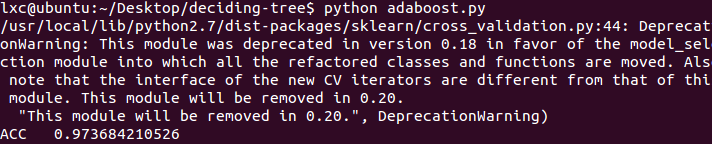 lxc@ubuntu:~/Desktop/deciding-tree$ python adaboost.py
/usr/local/lib/python2.7/dist-packages/sklearn/cross_validation.py:44: Deprecat
onWarning: This module was deprecated in version 0.18 in favor of the model_sel
ction module into which all the refactored classes and functions are moved. Als
 note that the interface of the new CV iterators are different from that of thi
 module. This module will be removed in 0.20.
  "This module will be removed in 0.20.", DeprecationWarning)
ACC   0.973684210526